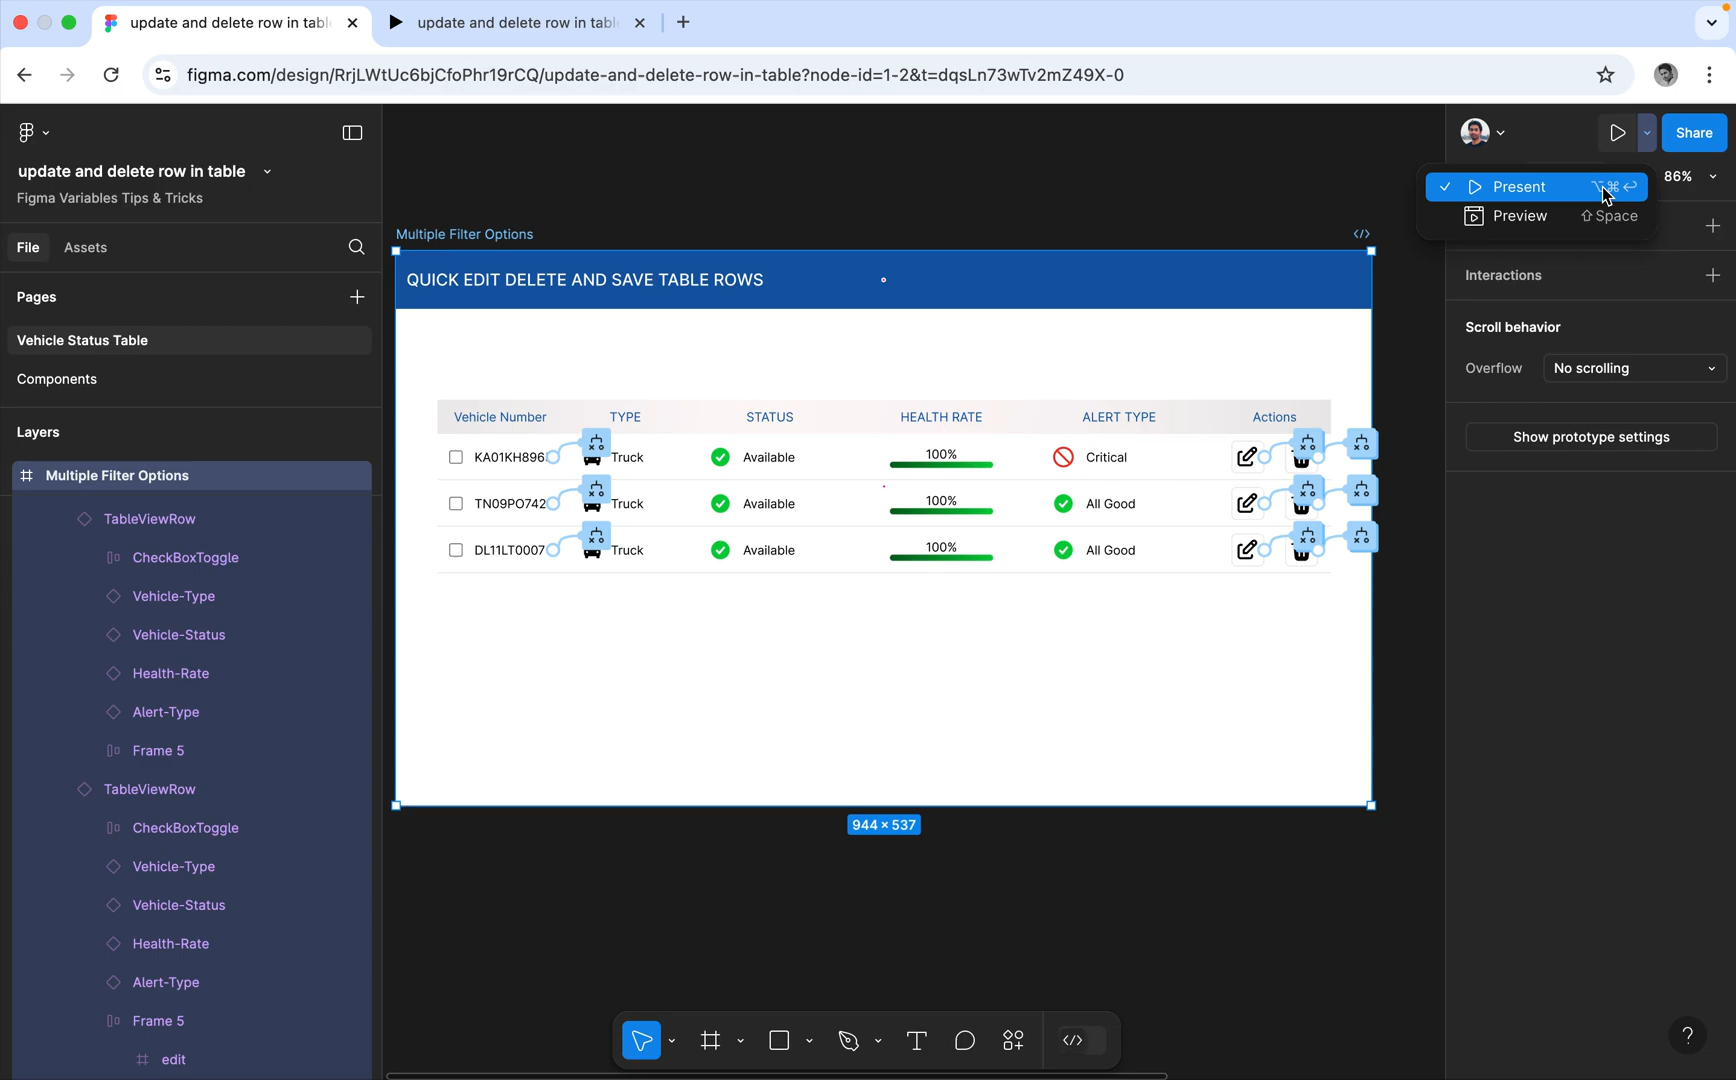 update and delete row in tabl
update and delete row in tabl
figma.com/design/RrjLWtUc6bjCfoPhr19rCQ/update-and-delete-row-in-table?node-id=1-2&t=dqsLn73wTv2mZ49X-0
update and delete row in table
Figma Variables Tips & Tricks
File Assets
Pages
Vehicle Status Table
Components
Layers
Multiple Filter Options
TableViewRow
CheckBoxToggle
Vehicle-Type
Vehicle-Status
Health-Rate
Alert-Type
Frame 5
TableViewRow
CheckBoxToggle
Vehicle-Type
Vehicle-Status
Health-Rate
Alert-Type
Frame 5
edit
Multiple Filter Options
QUICK EDIT DELETE AND SAVE TABLE ROWS
Vehicle Number TYPE STATUS HEALTH RATE ALERT TYPE Actions
KA01KH896 Truck Available 100% Critical
TN09PO742 Truck Available 100% All Good
DL11LT0007 Truck Available 100% All Good
944 × 537
Share
Present ⌥⌘↩
Preview ⇧Space
86%
Interactions
Scroll behavior
Overflow No scrolling
Show prototype settings
?